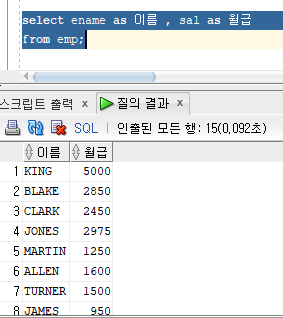 select ename as 이름 , sal as 월급
from emp;
스크립트 출력 x 질의 결과 x
SQL | 인출된 모든 행: 15(0,092초)
이름 월급
1 KING 5000
2 BLAKE 2850
3 CLARK 2450
4 JONES 2975
5 MARTIN 1250
6 ALLEN 1600
7 TURNER 1500
8 JAMES 950